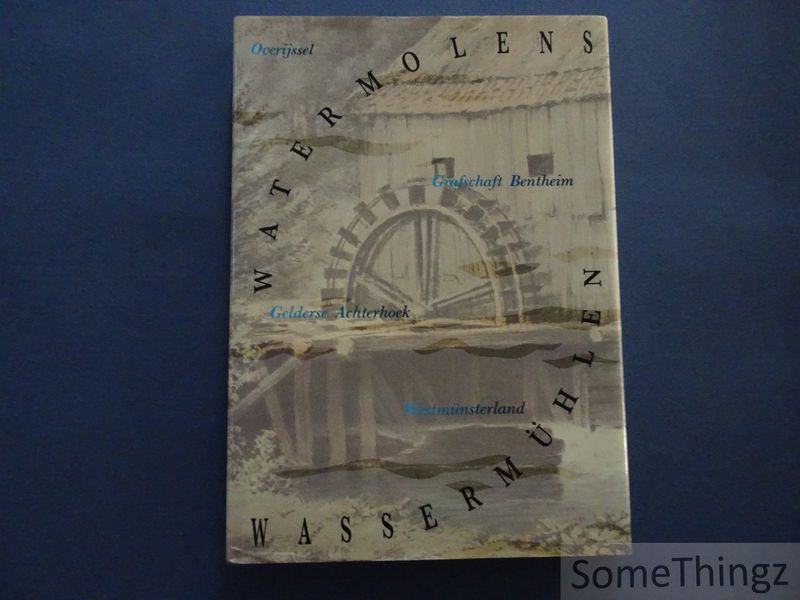 Overijssel
WATERMOLENS
Grafschaft Bentheim
Gelderse Achterhoek
Westmünsterland
WASSERMÜHLEN
SomeThingz